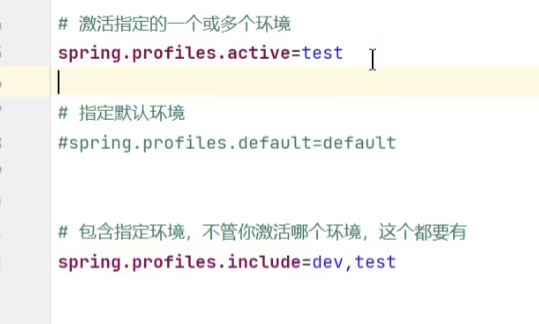 # 激活指定的一个或多个环境
spring.profiles.active=test
# 指定默认环境
#spring.profiles.default=default
# 包含指定环境，不管你激活哪个环境，这个都要有
spring.profiles.include=dev,test